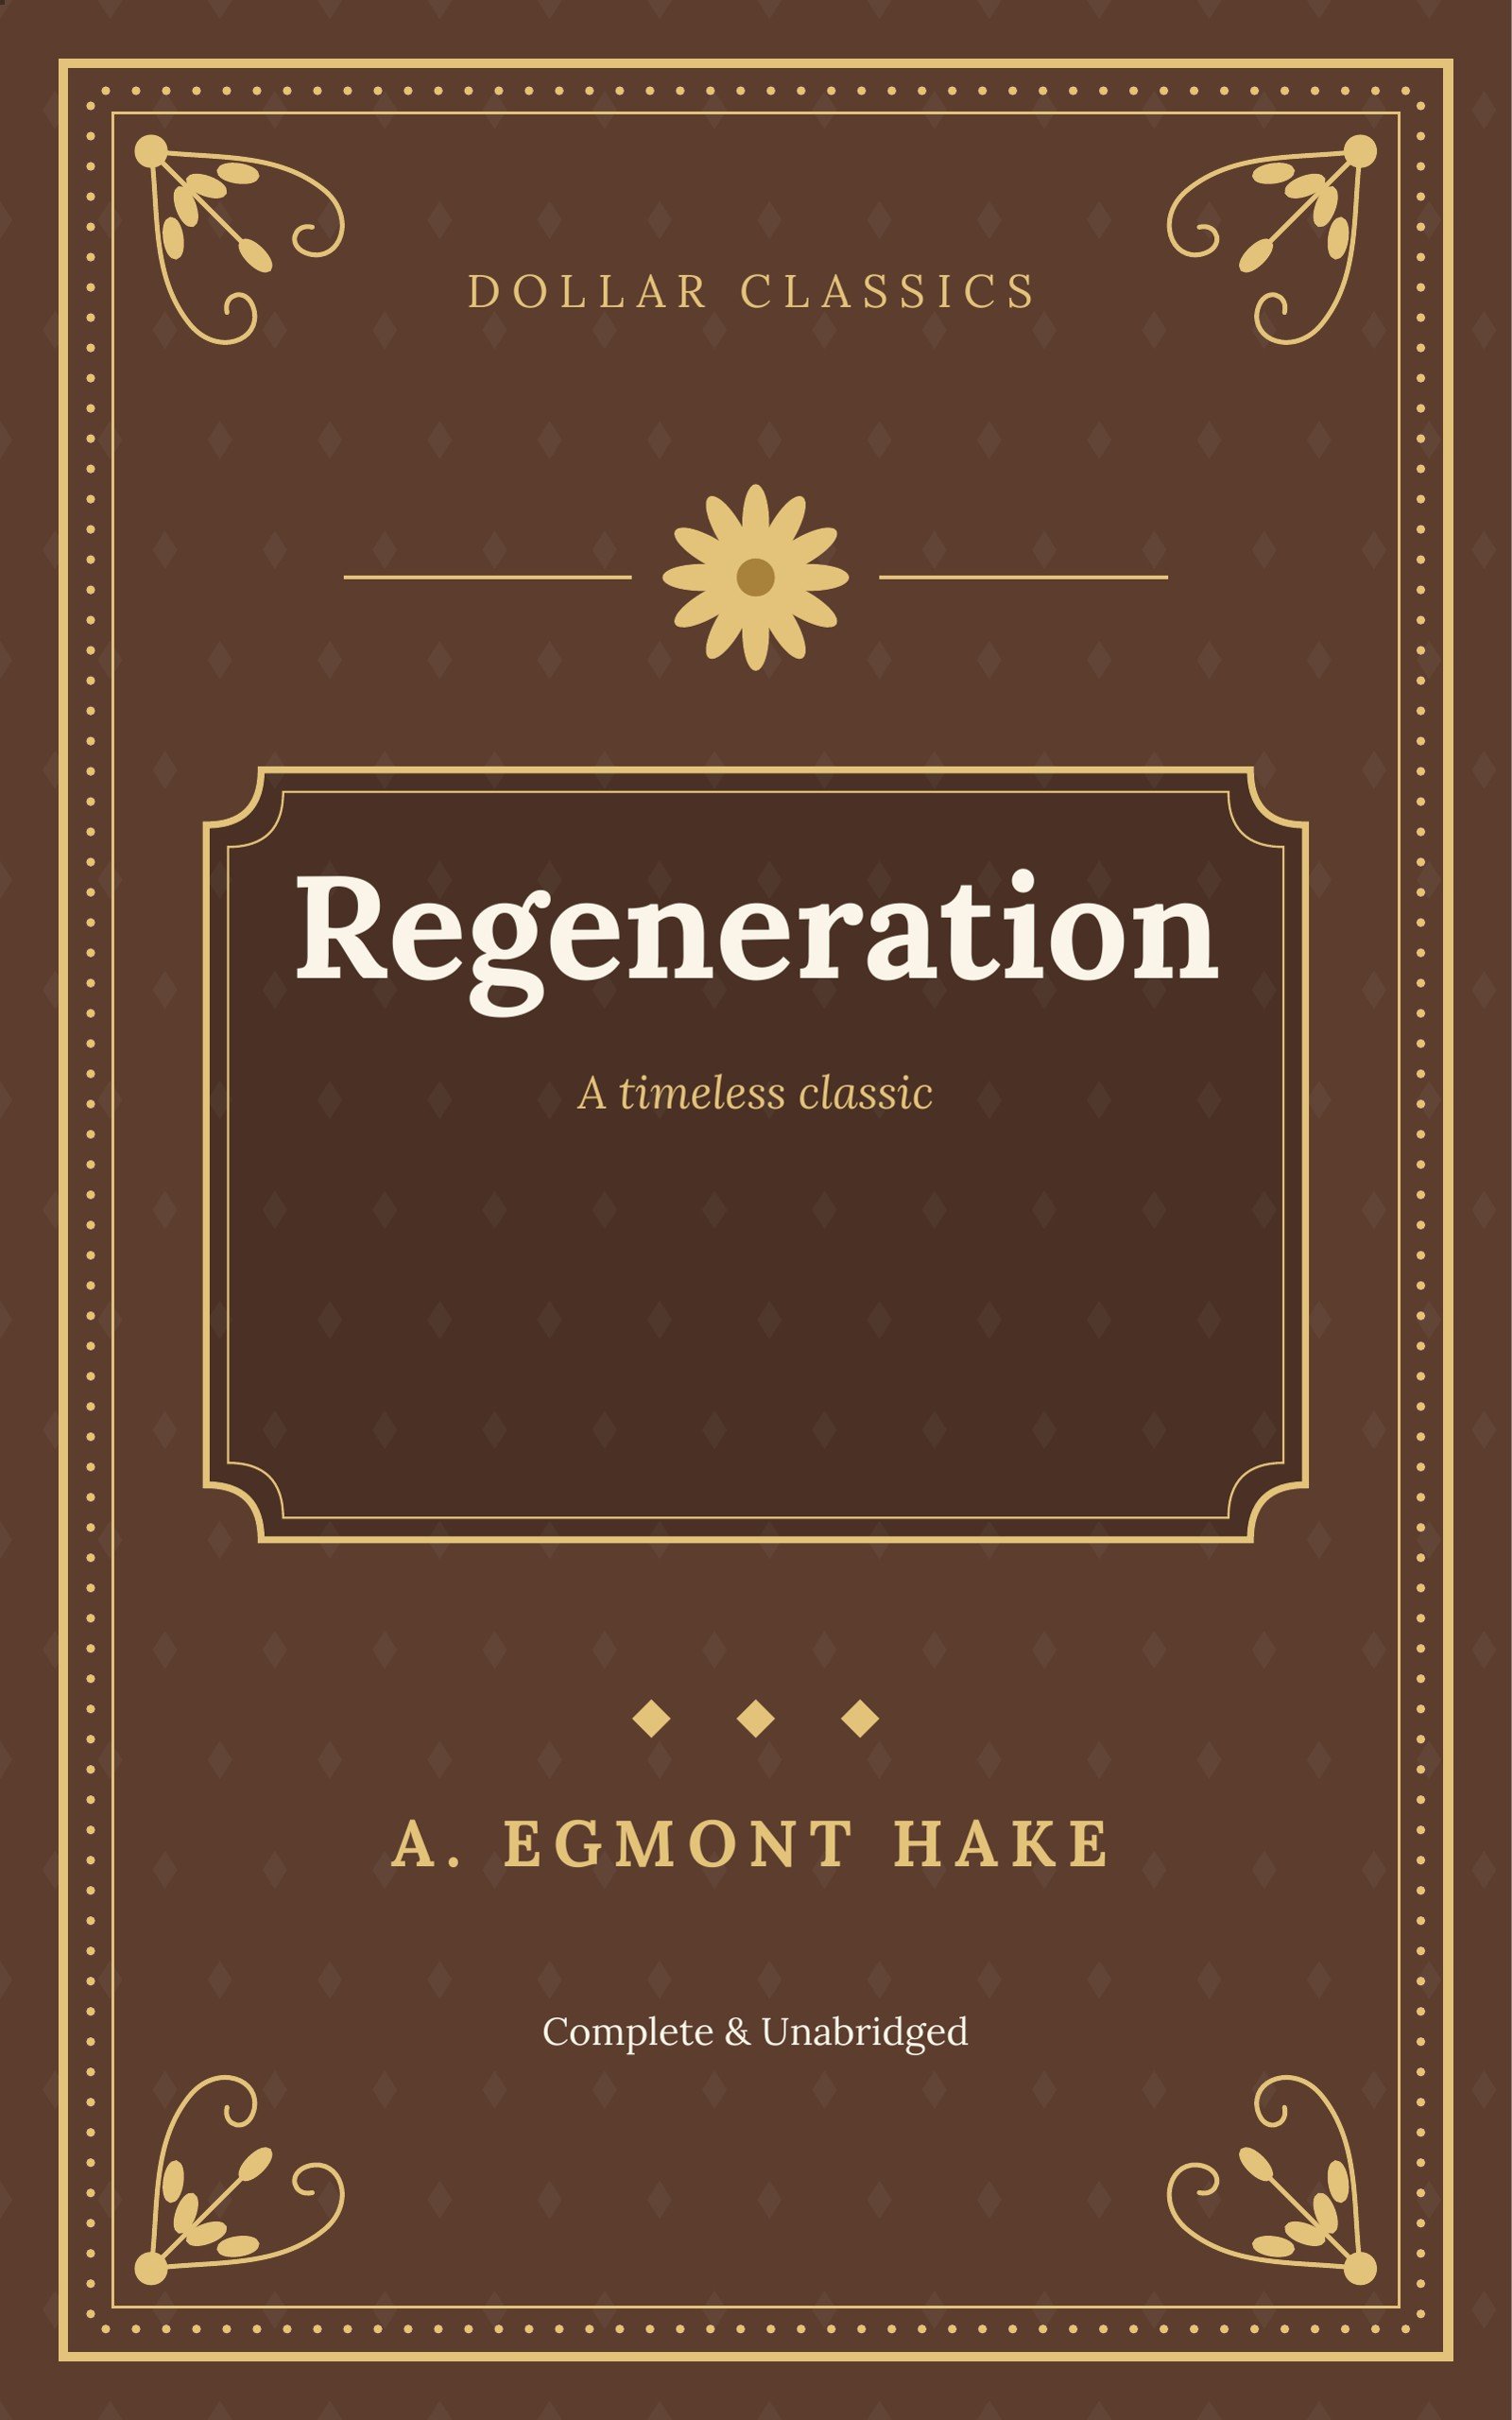 DOLLAR CLASSICS
Regeneration
A timeless classic
A. EGMONT HAKE
Complete & Unabridged